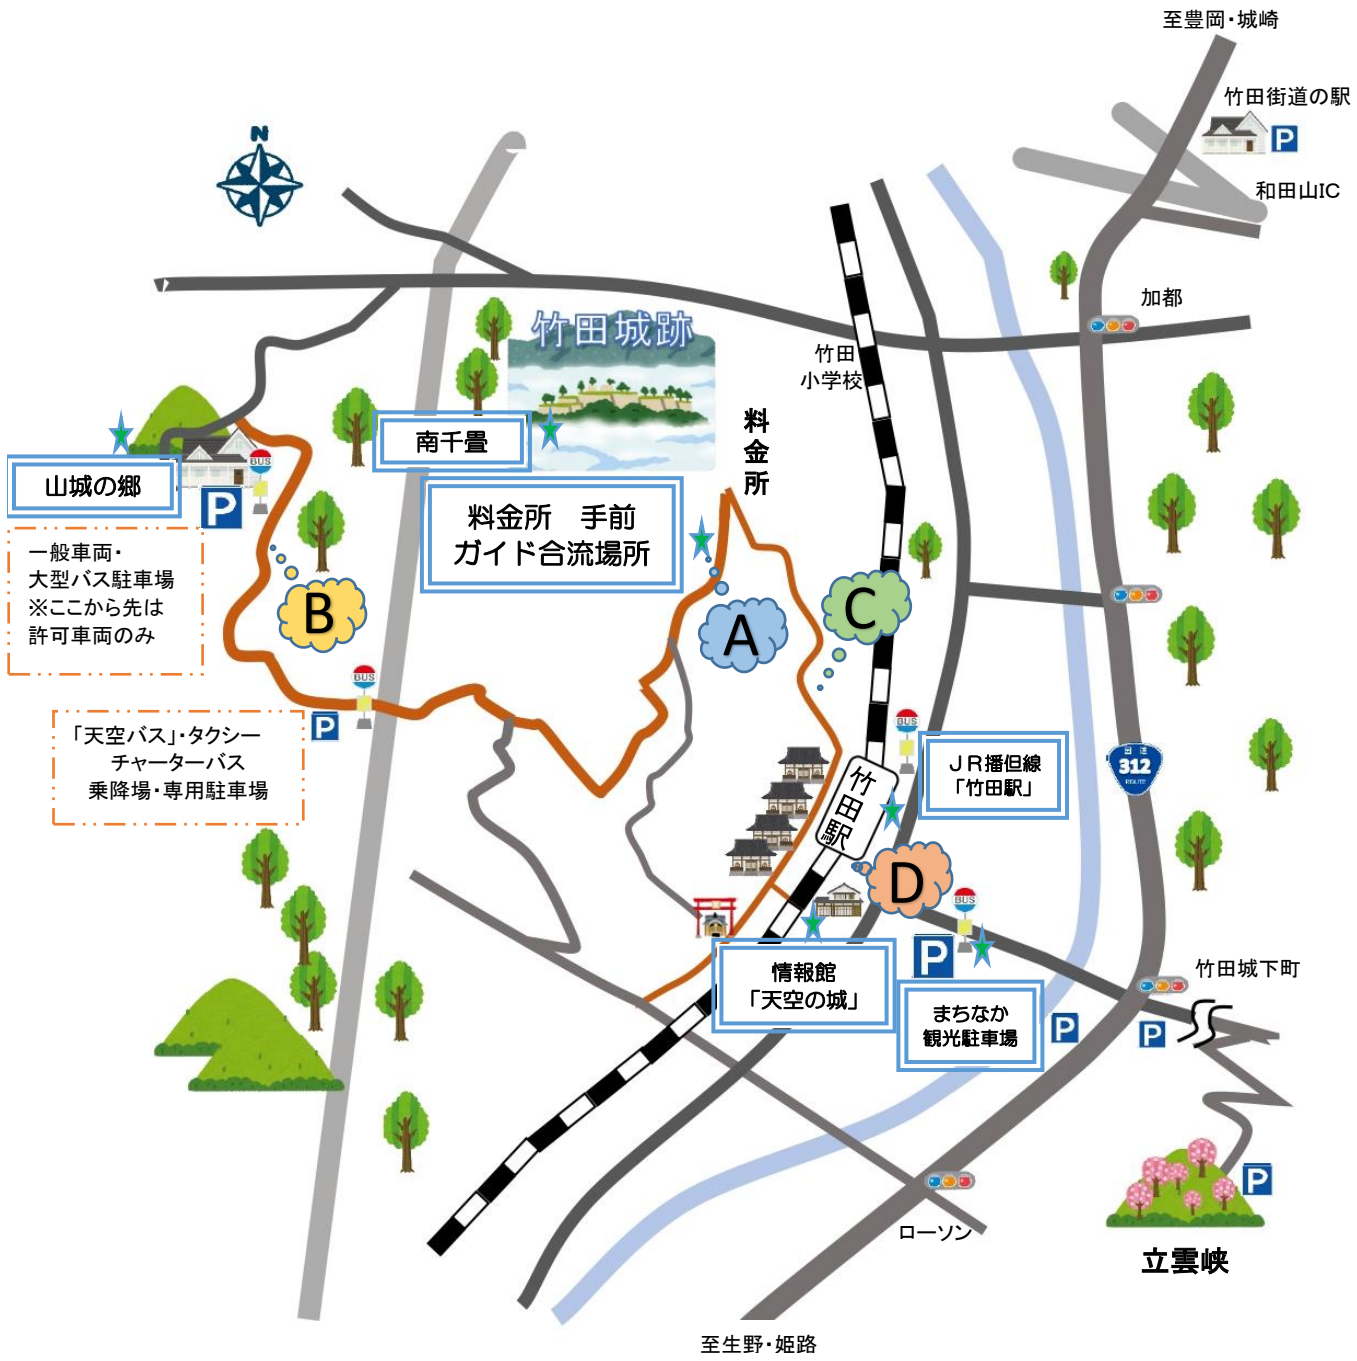 至豊岡・城崎
竹田街道の駅
P
N
和田山IC
加都
竹田城跡
竹田
小学校
料金所
南千畳
山城の郷
BUS
P
料金所　手前
ガイド合流場所
一般車両・
大型バス駐車場
※ここから先は
許可車両のみ
B
A
C
BUS
P
「天空バス」・タクシー
チャーターバス
乗降場・専用駐車場
BUS
ＪＲ播但線
「竹田駅」
国道
312
ROUTE
竹田駅
D
BUS
P
情報館
「天空の城」
まちなか
観光駐車場
竹田城下町
P
P
P
ローソン
立雲峡
至生野・姫路